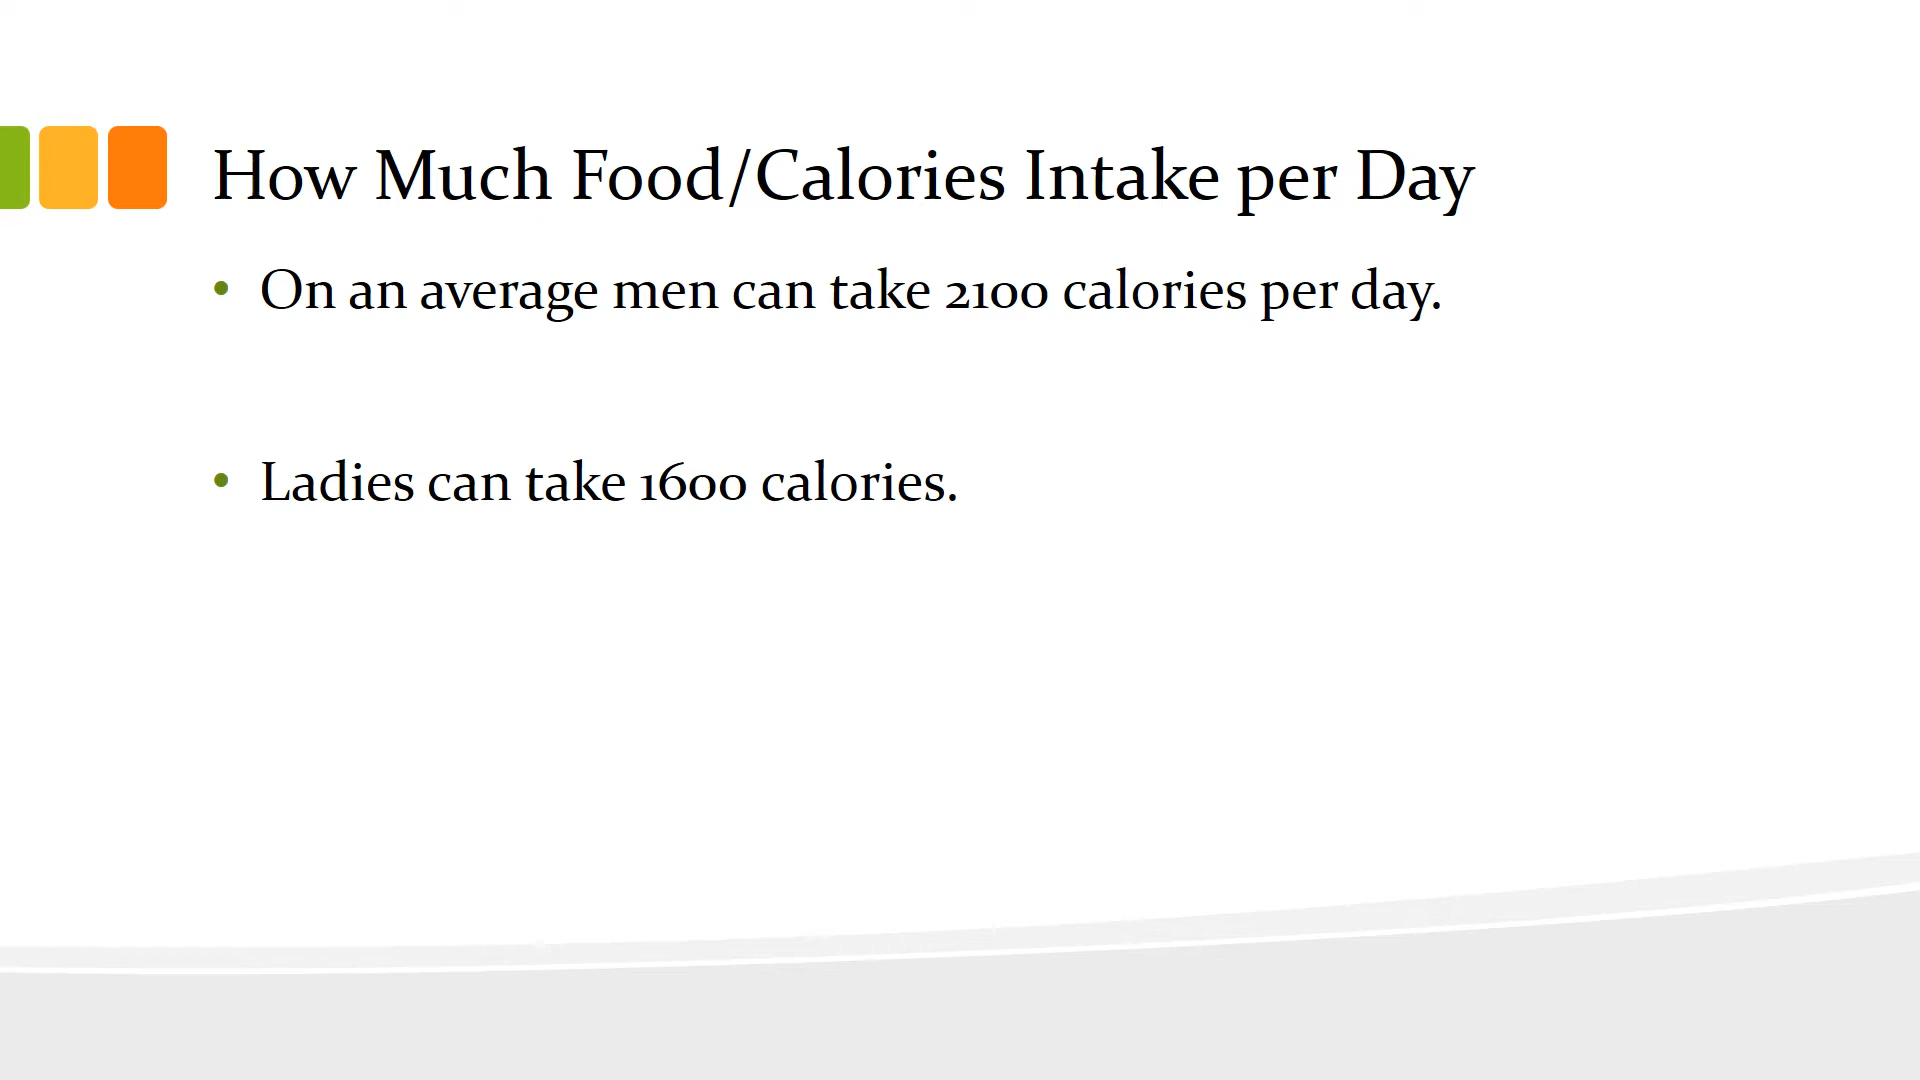 How Much Food/Calories Intake per Day
• On an average men can take 2100 calories per day.
• Ladies can take 1600 calories.